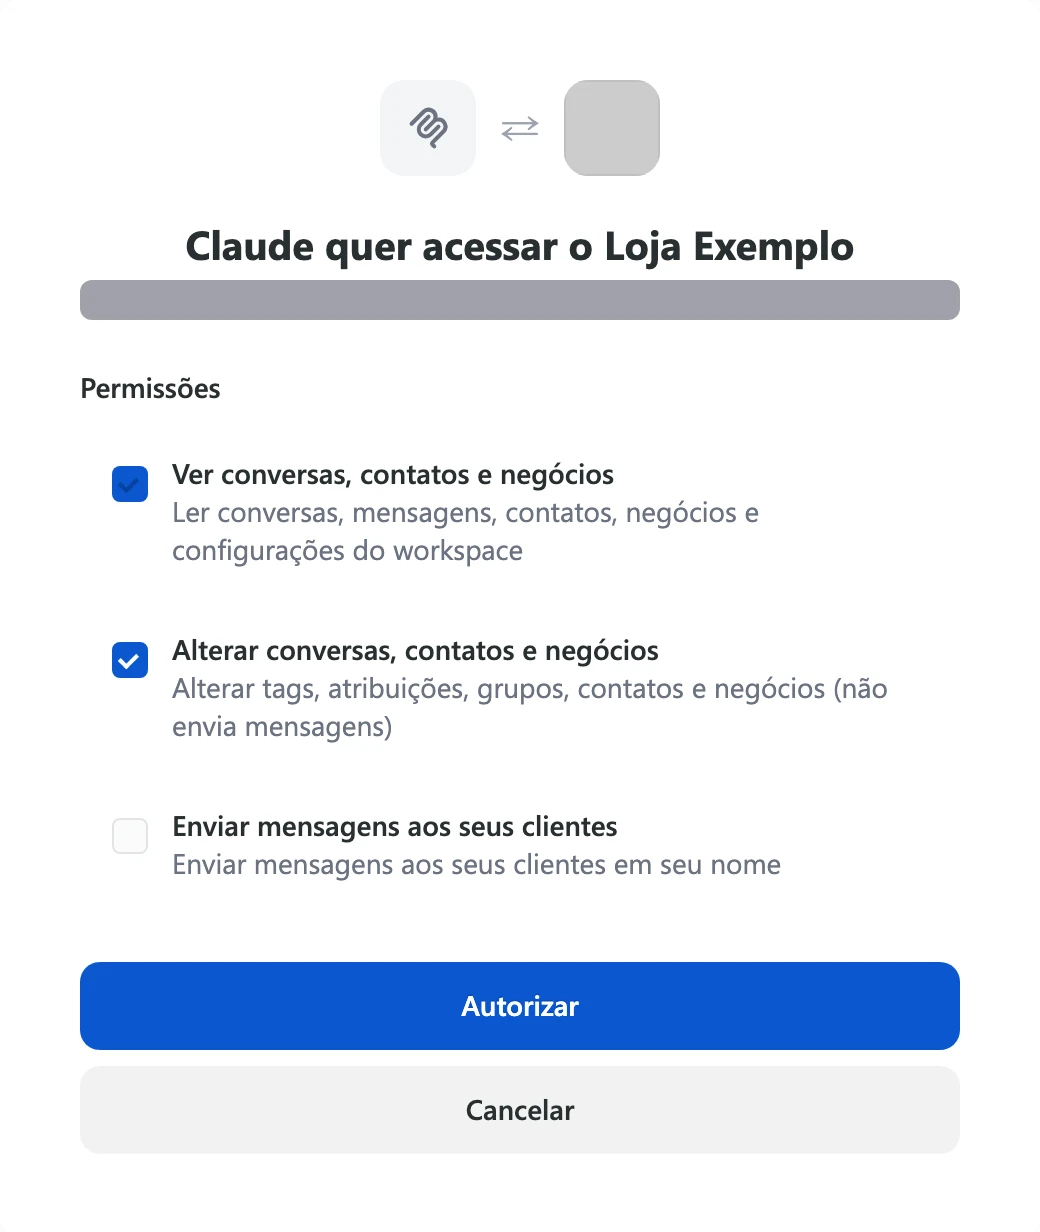 Claude quer acessar o Loja Exemplo
Permissões
Ver conversas, contatos e negócios
Ler conversas, mensagens, contatos, negócios e
configurações do workspace
Alterar conversas, contatos e negócios
Alterar tags, atribuições, grupos, contatos e negócios (não
envia mensagens)
Enviar mensagens aos seus clientes
Enviar mensagens aos seus clientes em seu nome
Autorizar
Cancelar